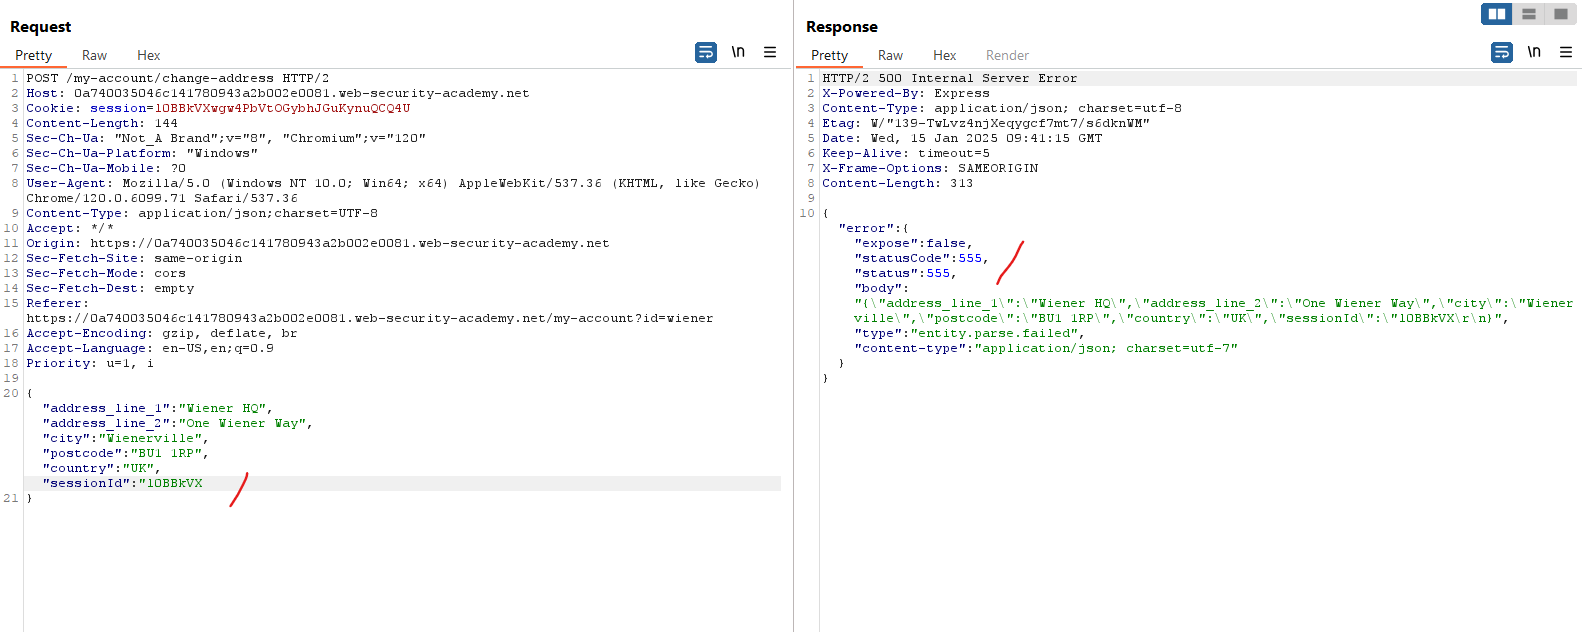 Request
Pretty Raw Hex \n
1 POST /my-account/change-address HTTP/2
2 Host: 0a740035046c141780943a2b002e0081.web-security-academy.net
3 Cookie: session=l0BBkVXwgw4PbVtOGybhJGuKynuQCQ4U
4 Content-Length: 144
5 Sec-Ch-Ua: "Not_A Brand";v="8", "Chromium";v="120"
6 Sec-Ch-Ua-Platform: "Windows"
7 Sec-Ch-Ua-Mobile: ?0
8 User-Agent: Mozilla/5.0 (Windows NT 10.0; Win64; x64) AppleWebKit/537.36 (KHTML, like Gecko)
Chrome/120.0.6099.71 Safari/537.36
9 Content-Type: application/json;charset=UTF-8
10 Accept: */*
11 Origin: https://0a740035046c141780943a2b002e0081.web-security-academy.net
12 Sec-Fetch-Site: same-origin
13 Sec-Fetch-Mode: cors
14 Sec-Fetch-Dest: empty
15 Referer:
https://0a740035046c141780943a2b002e0081.web-security-academy.net/my-account?id=wiener
16 Accept-Encoding: gzip, deflate, br
17 Accept-Language: en-US,en;q=0.9
18 Priority: u=1, i
19
20 {
"address_line_1":"Wiener HQ",
"address_line_2":"One Wiener Way",
"city":"Wienerville",
"postcode":"BU1 1RP",
"country":"UK",
"sessionId":"l0BBkVX
21 }
Response
Pretty Raw Hex Render \n
1 HTTP/2 500 Internal Server Error
2 X-Powered-By: Express
3 Content-Type: application/json; charset=utf-8
4 Etag: W/"139-TwLvz4njXeqygcf7mt7/s6dknWM"
5 Date: Wed, 15 Jan 2025 09:41:15 GMT
6 Keep-Alive: timeout=5
7 X-Frame-Options: SAMEORIGIN
8 Content-Length: 313
9
10 {
"error":{
"expose":false,
"statusCode":555,
"status":555,
"body":
"{\"address_line_1\":\"Wiener HQ\",\"address_line_2\":\"One Wiener Way\",\"city\":\"Wiener
ville\",\"postcode\":\"BU1 1RP\",\"country\":\"UK\",\"sessionId\":\"l0BBkVX\r\n}",
"type":"entity.parse.failed",
"content-type":"application/json; charset=utf-7"
}
}